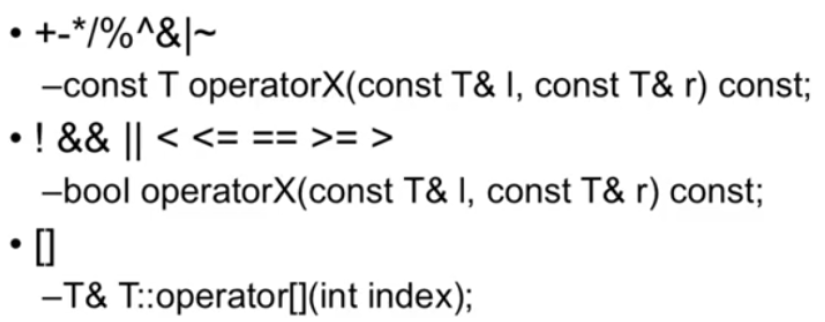 • +-*/%^&|~
–const T operatorX(const T& l, const T& r) const;
• ! && || < <= == >= >
–bool operatorX(const T& l, const T& r) const;
• []
–T& T::operator[](int index);